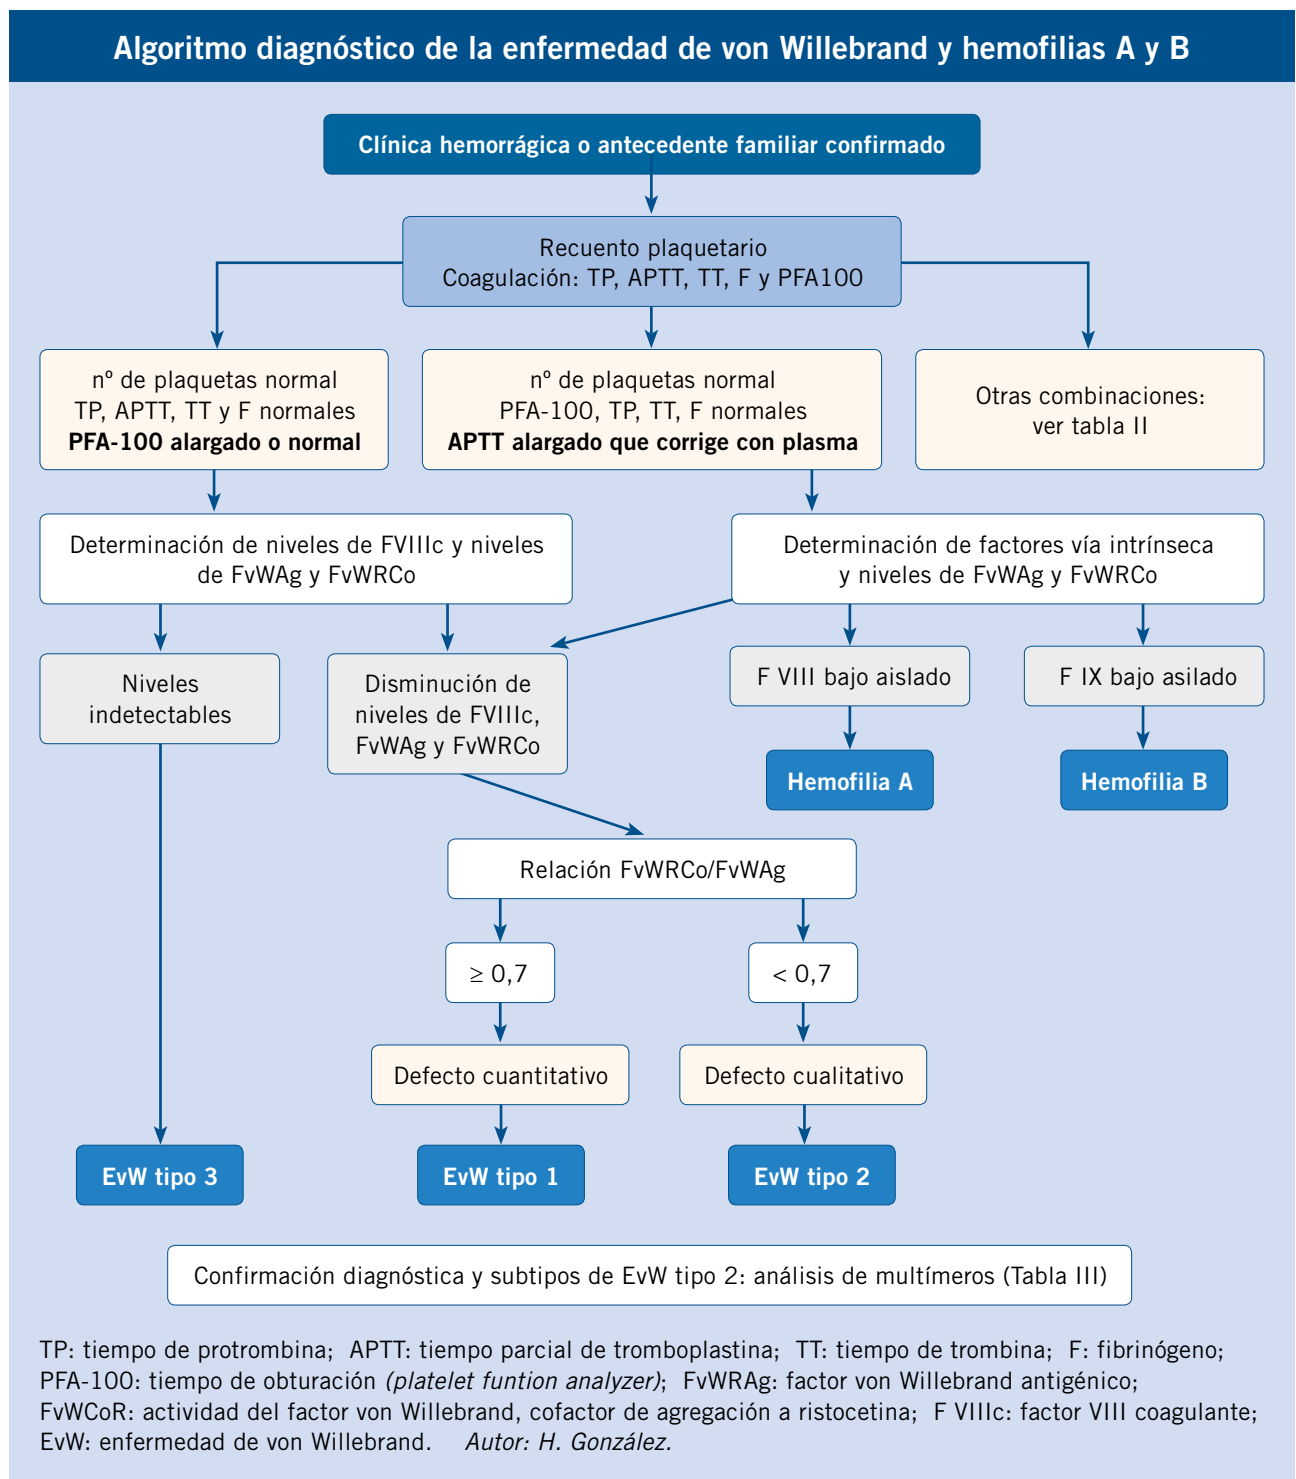 Algoritmo diagnóstico de la enfermedad de von Willebrand y hemofilias A y B
Clínica hemorrágica o antecedente familiar confirmado
Recuento plaquetario
Coagulación: TP, APTT, TT, F y PFA100
nº de plaquetas normal
TP, APTT, TT y F normales
PFA-100 alargado o normal
nº de plaquetas normal
PFA-100, TP, TT, F normales
APTT alargado que corrige con plasma
Otras combinaciones:
ver tabla II
Determinación de niveles de FVIIIc y niveles
de FvWAg y FvWRCo
Determinación de factores vía intrínseca
y niveles de FvWAg y FvWRCo
Niveles
indetectables
Disminución de
niveles de FVIIIc,
FvWAg y FvWRCo
F VIII bajo aislado
F IX bajo asilado
Hemofilia A
Hemofilia B
Relación FvWRCo/FvWAg
≥ 0,7
< 0,7
Defecto cuantitativo
Defecto cualitativo
EvW tipo 3
EvW tipo 1
EvW tipo 2
Confirmación diagnóstica y subtipos de EvW tipo 2: análisis de multímeros (Tabla III)
TP: tiempo de protrombina; APTT: tiempo parcial de tromboplastina; TT: tiempo de trombina; F: fibrinógeno;
PFA-100: tiempo de obturación (platelet funtion analyzer); FvWRAg: factor von Willebrand antigénico;
FvWCoR: actividad del factor von Willebrand, cofactor de agregación a ristocetina; F VIIIc: factor VIII coagulante;
EvW: enfermedad de von Willebrand. Autor: H. González.